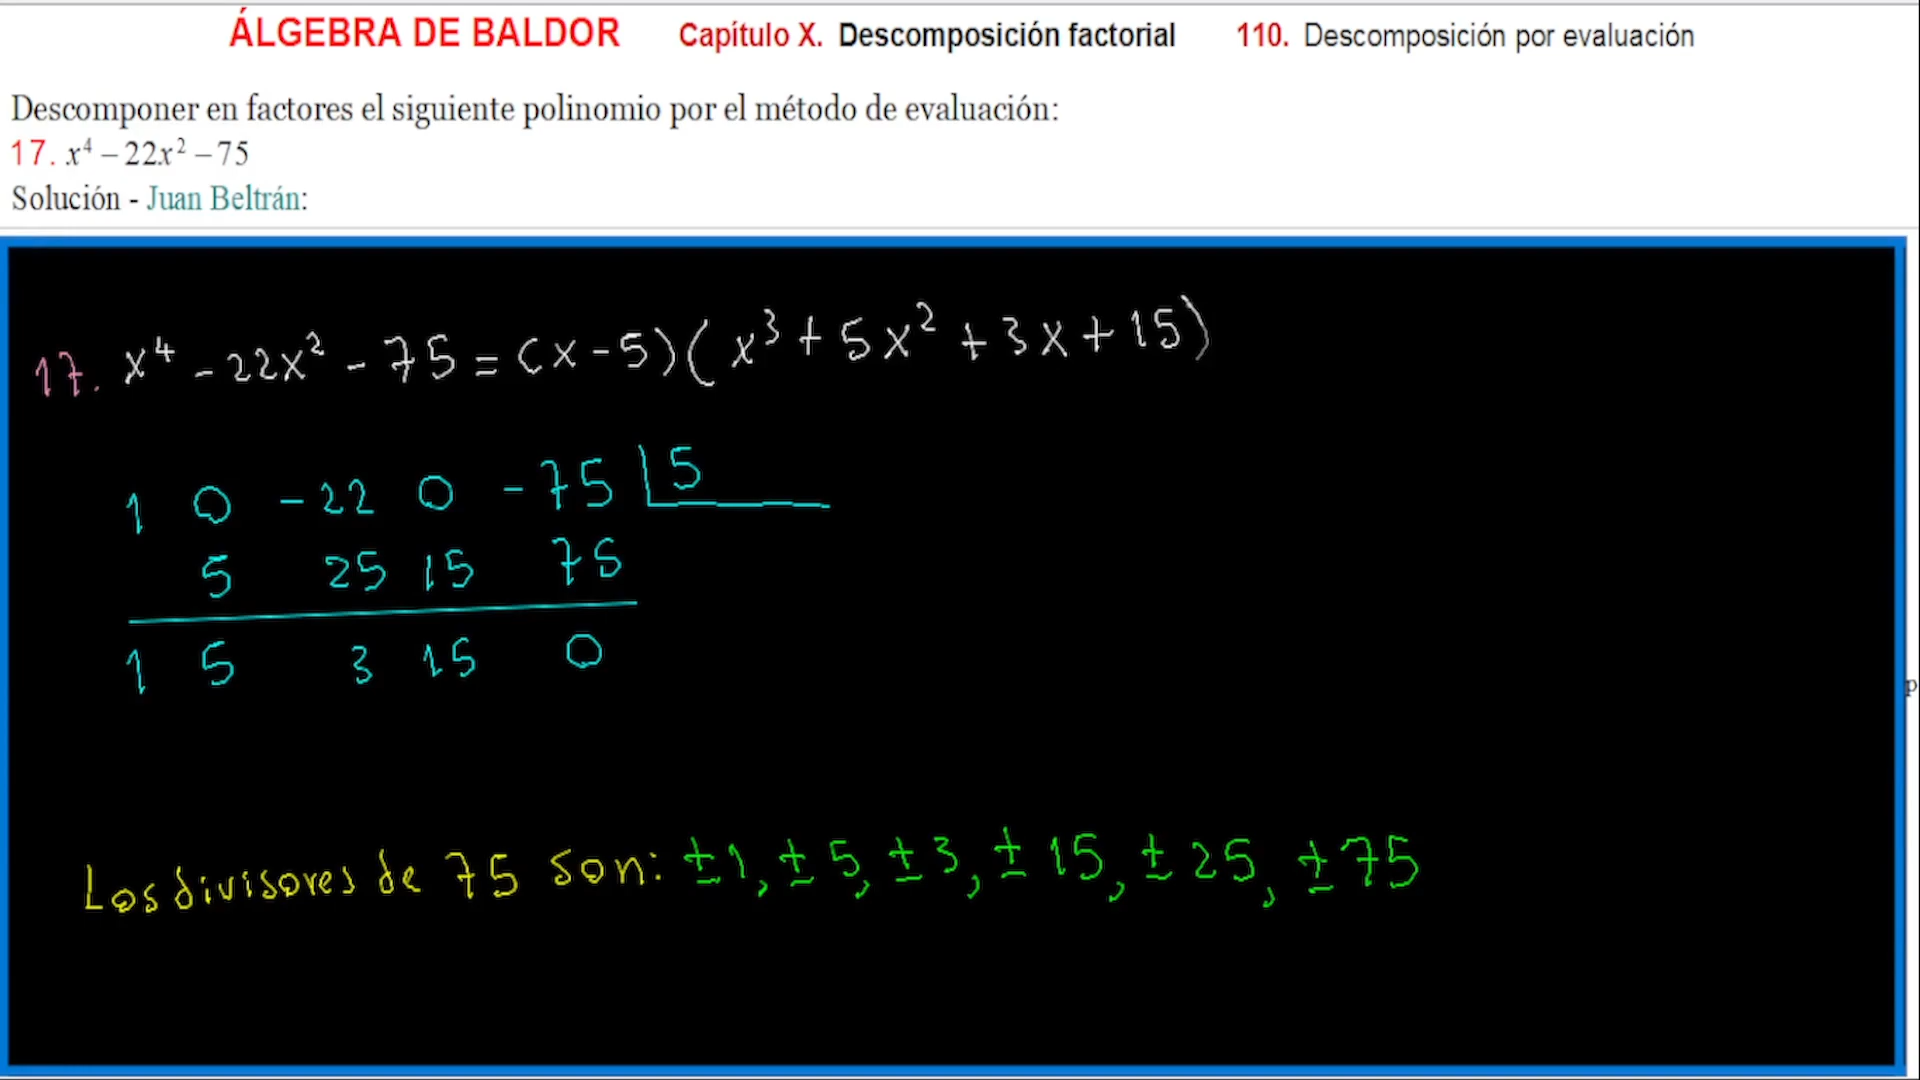 ÁLGEBRA DE BALDOR Capítulo X. Descomposición factorial 110. Descomposición por evaluación
Descomponer en factores el siguiente polinomio por el método de evaluación:
17. x⁴ – 22x² – 75
Solución - Juan Beltrán:
17. x⁴ - 22x² - 75 = (x - 5)(x³ + 5x² + 3x + 15)
1 0 -22 0 -75 |5
5 25 15 75
1 5 3 15 0
p
Los divisores de 75 son: ±1, ±5, ±3, ±15, ±25, ±75